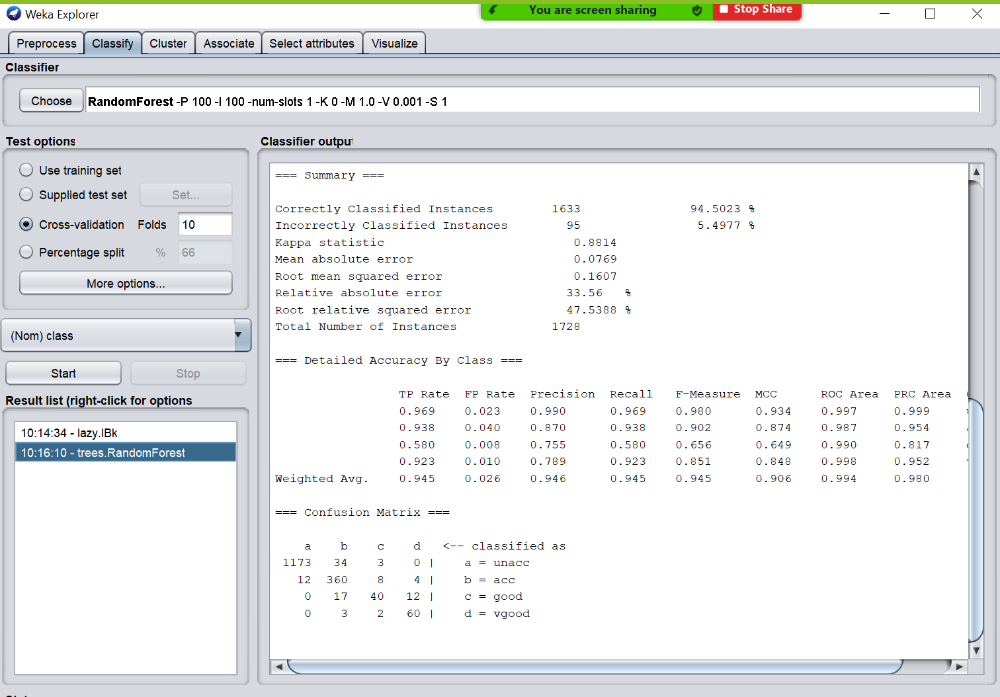 Weka Explorer
You are screen sharing
Stop Share
Preprocess Classify Cluster Associate Select attributes Visualize
Classifier
Choose RandomForest -P 100 -I 100 -num-slots 1 -K 0 -M 1.0 -V 0.001 -S 1
Test options
Use training set
Supplied test set Set...
Cross-validation Folds 10
Percentage split % 66
More options...
(Nom) class
Start Stop
Result list (right-click for options
10:14:34 - lazy.IBk
10:16:10 - trees.RandomForest
Classifier output
=== Summary ===
Correctly Classified Instances 1633 94.5023 %
Incorrectly Classified Instances 95 5.4977 %
Kappa statistic 0.8814
Mean absolute error 0.0769
Root mean squared error 0.1607
Relative absolute error 33.56 %
Root relative squared error 47.5388 %
Total Number of Instances 1728
=== Detailed Accuracy By Class ===
TP Rate FP Rate Precision Recall F-Measure MCC ROC Area PRC Area
0.969 0.023 0.990 0.969 0.980 0.934 0.997 0.999
0.938 0.040 0.870 0.938 0.902 0.874 0.987 0.954
0.580 0.008 0.755 0.580 0.656 0.649 0.990 0.817
0.923 0.010 0.789 0.923 0.851 0.848 0.998 0.952
Weighted Avg. 0.945 0.026 0.946 0.945 0.945 0.906 0.994 0.980
=== Confusion Matrix ===
a b c d <-- classified as
1173 34 3 0 | a = unacc
12 360 8 4 | b = acc
0 17 40 12 | c = good
0 3 2 60 | d = vgood